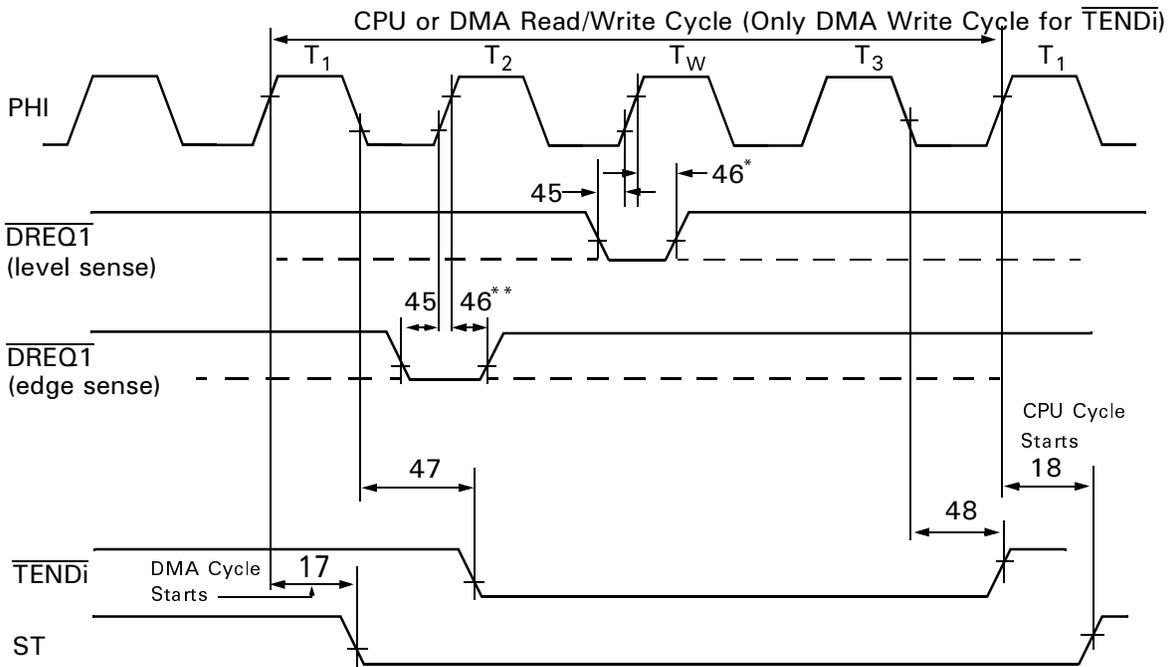 CPU or DMA Read/Write Cycle (Only DMA Write Cycle for TENDi)
T1 T2 TW T3 T1
PHI
45 46*
DREQ1
(level sense)
45 46**
DREQ1
(edge sense)
CPU Cycle
Starts
47 18
48
TENDi
DMA Cycle 17
Starts
ST